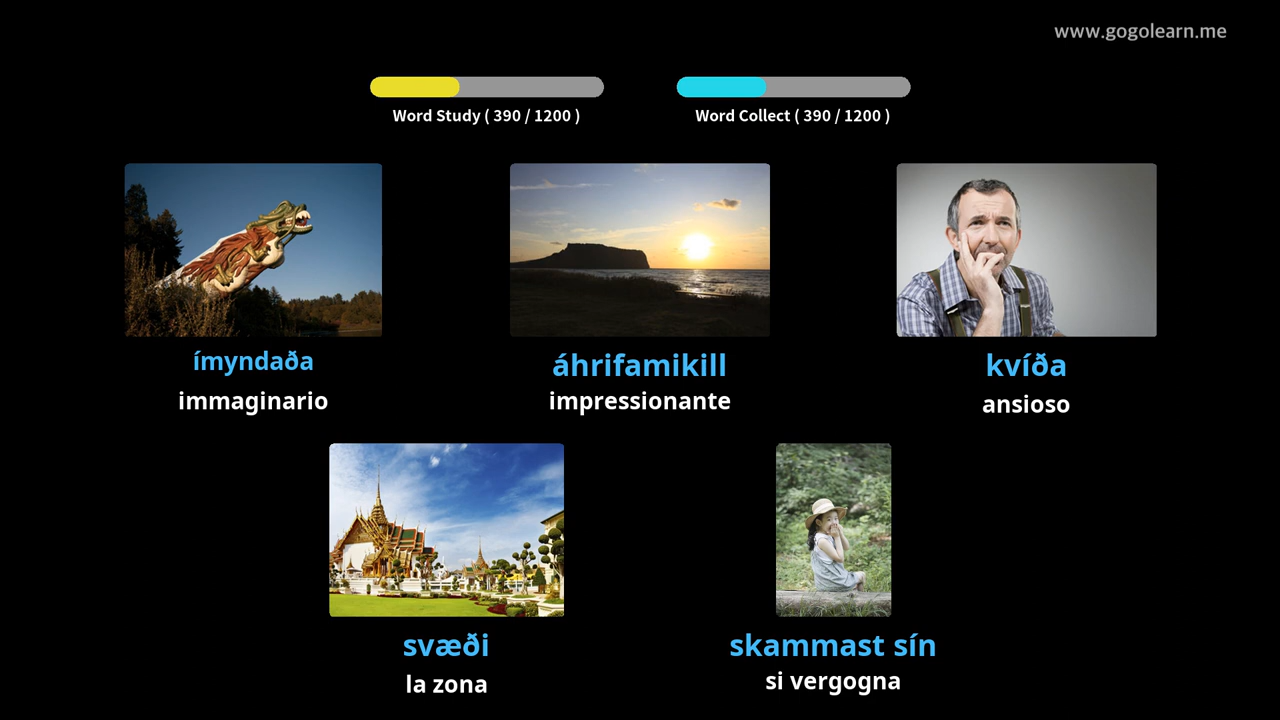 www.gogolearn.me
Word Study ( 390 / 1200 )
Word Collect ( 390 / 1200 )
ímyndaða
áhrifamikill
kvíða
immaginario
impressionante
ansioso
svæði
skammast sín
la zona
si vergogna